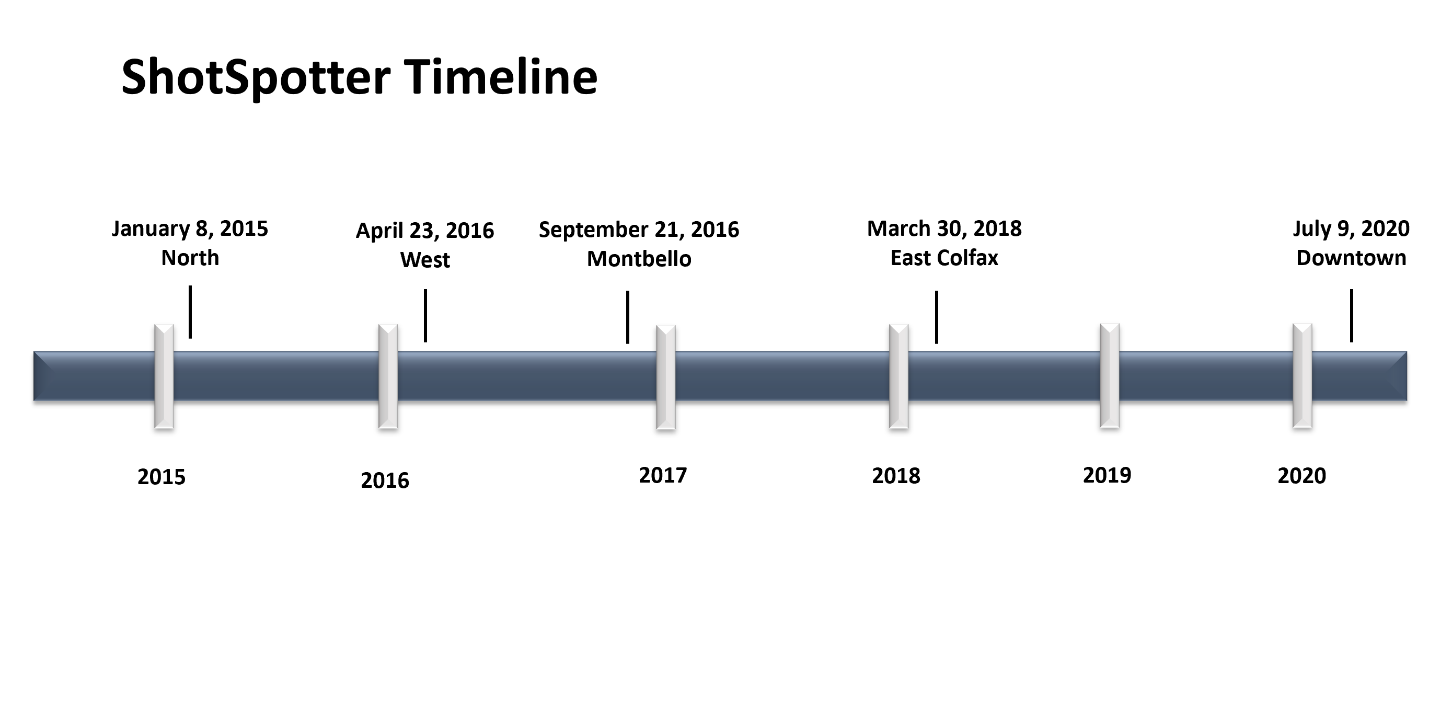 ShotSpotter Timeline
January 8, 2015
North
April 23, 2016
West
September 21, 2016
Montbello
March 30, 2018
East Colfax
July 9, 2020
Downtown
2015
2016
2017
2018
2019
2020